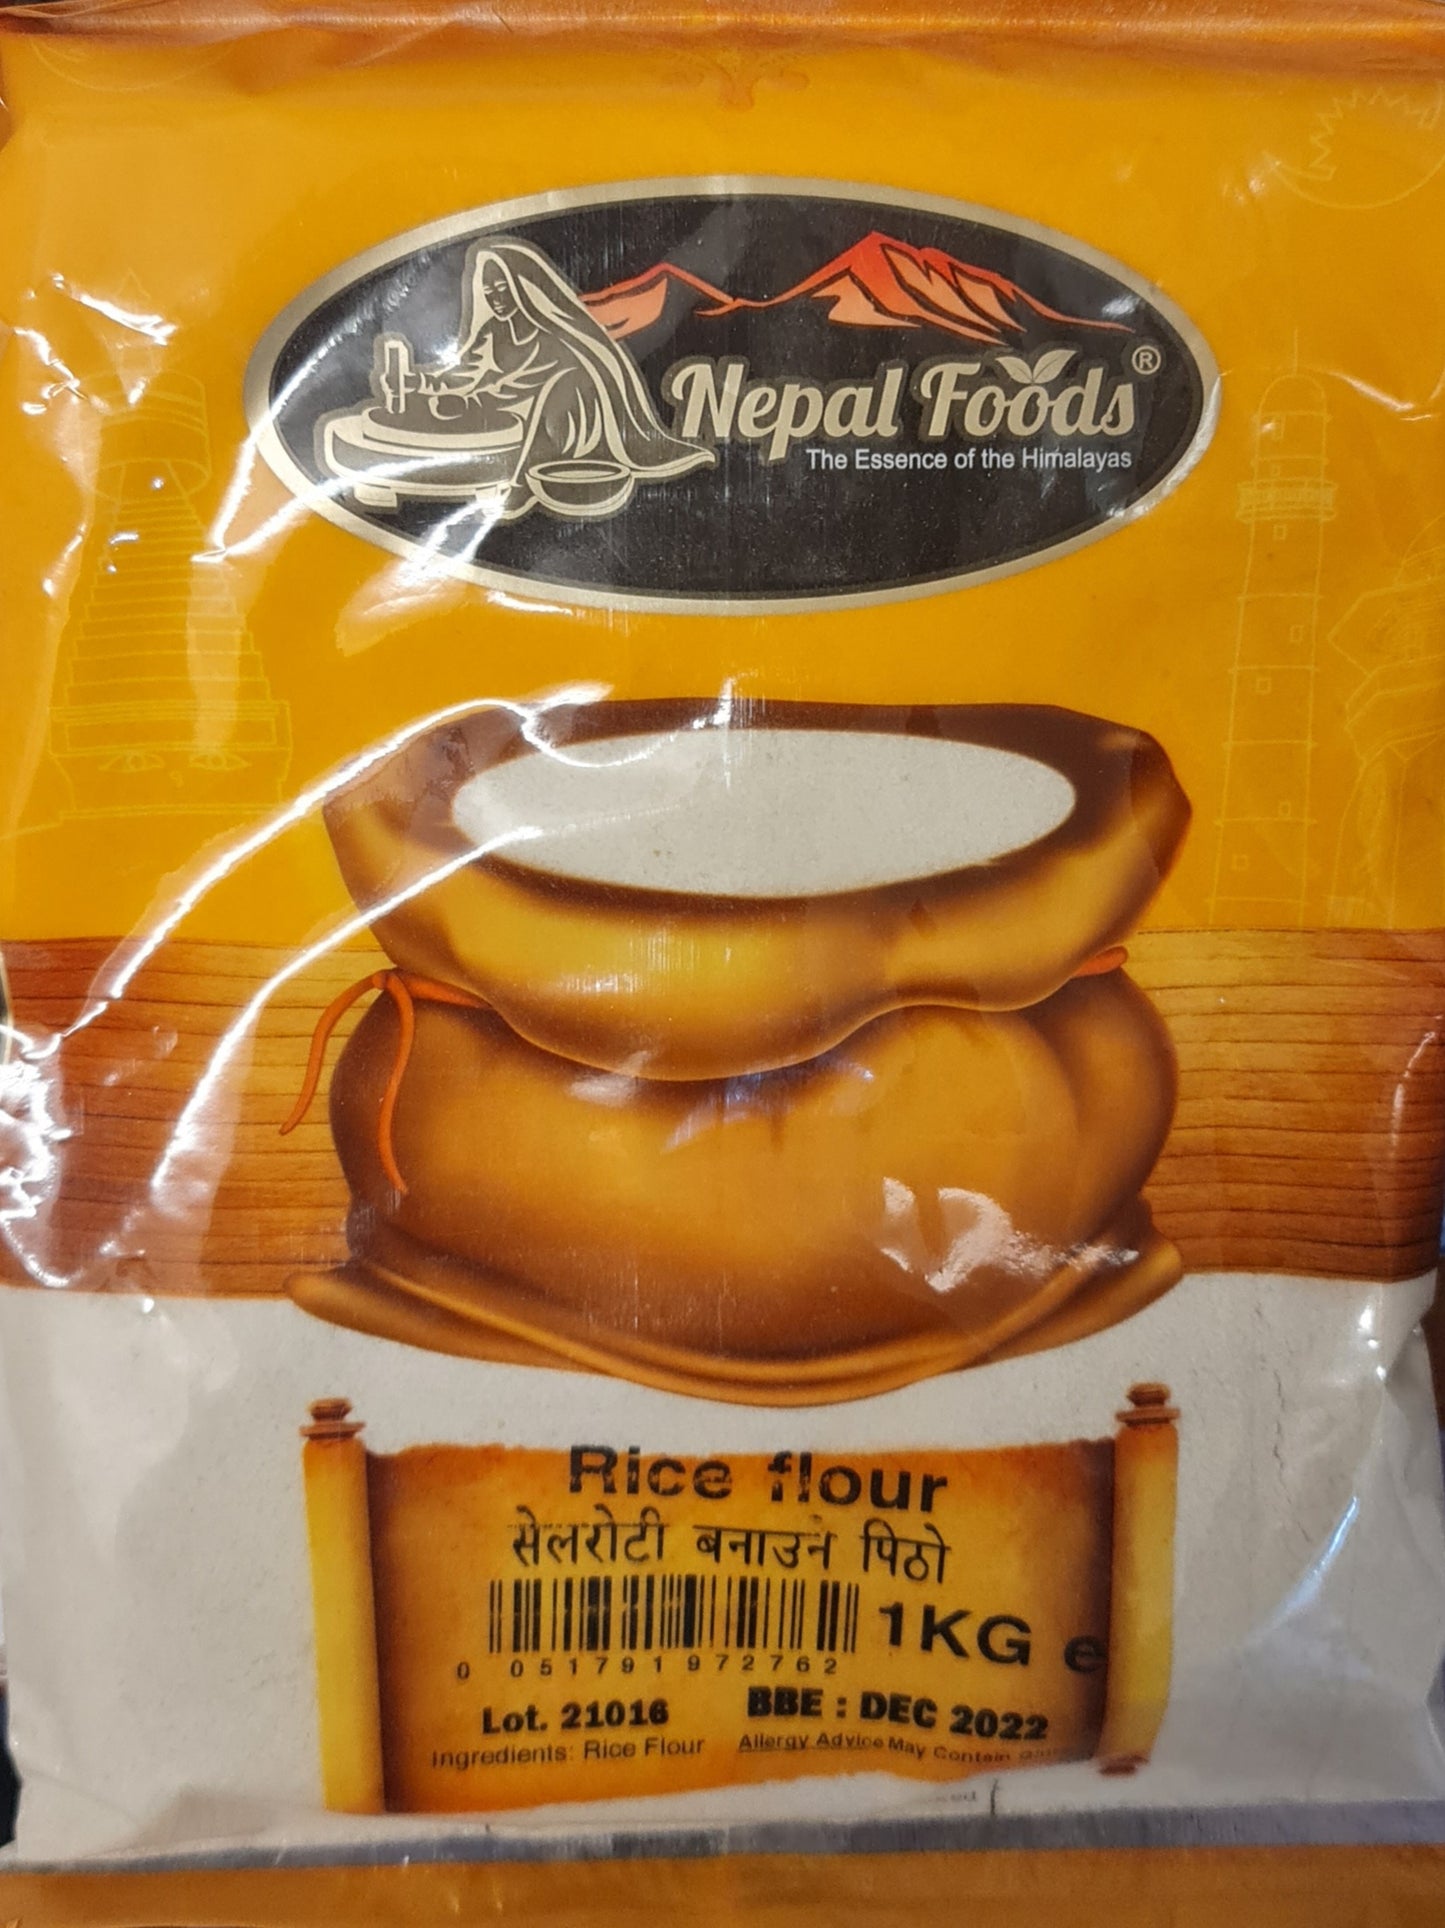 Nepal Foods®
The Essence of the Himalayas
Rice flour
सेलरोटी बनाउने पिठो
1KG e
0 051791 972762
Lot. 21016 BBE : DEC 2022
Ingredients: Rice Flour Allergy Advice May Contain